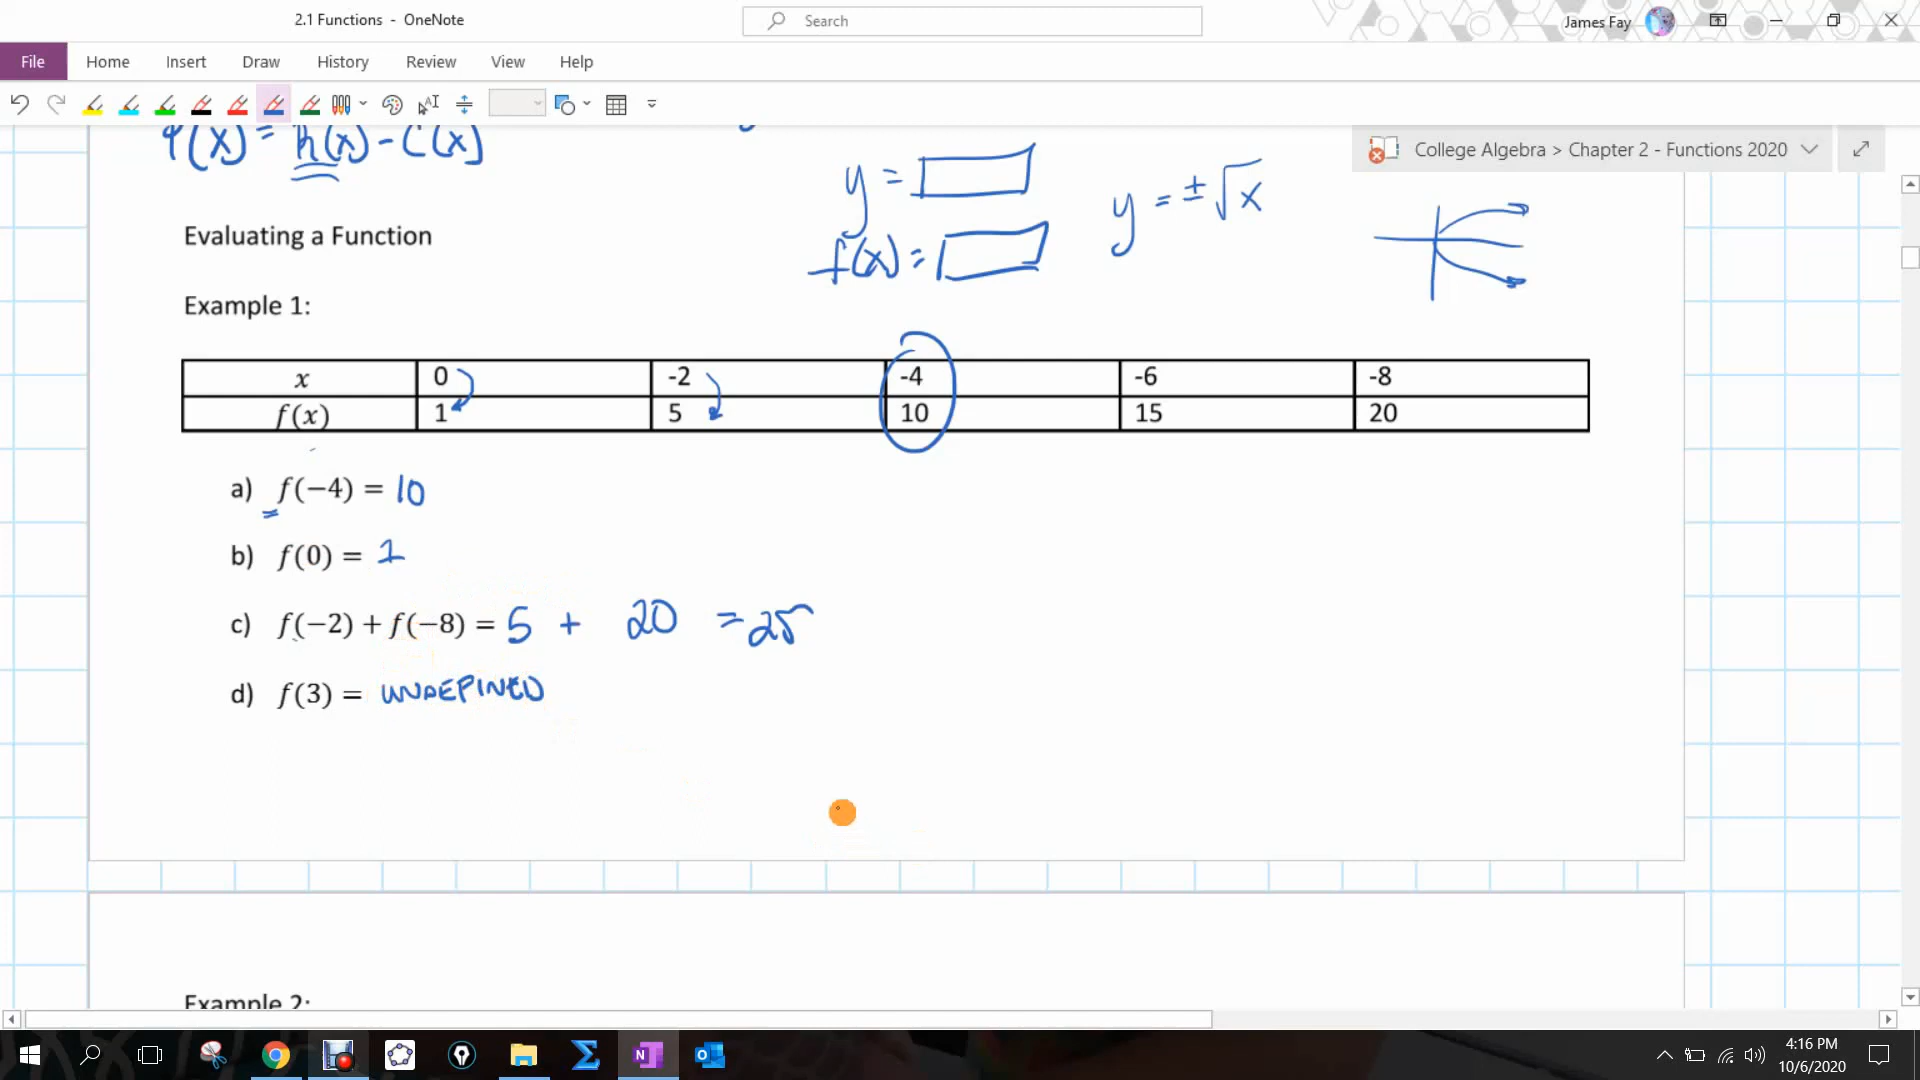 2.1 Functions - OneNote
Search
James Fay
File Home Insert Draw History Review View Help
College Algebra > Chapter 2 - Functions 2020
(x) = h(x) - C(x)
y =
y = ±√x
f(x) =
Evaluating a Function
Example 1:
x 0 -2 -4 -6 -8
f(x) 1 5 10 15 20
a) f(−4) = 10
b) f(0) = 1
c) f(−2) + f(−8) = 5 + 20 = 25
d) f(3) = UNDEFINED
Example 2:
4:16 PM
10/6/2020